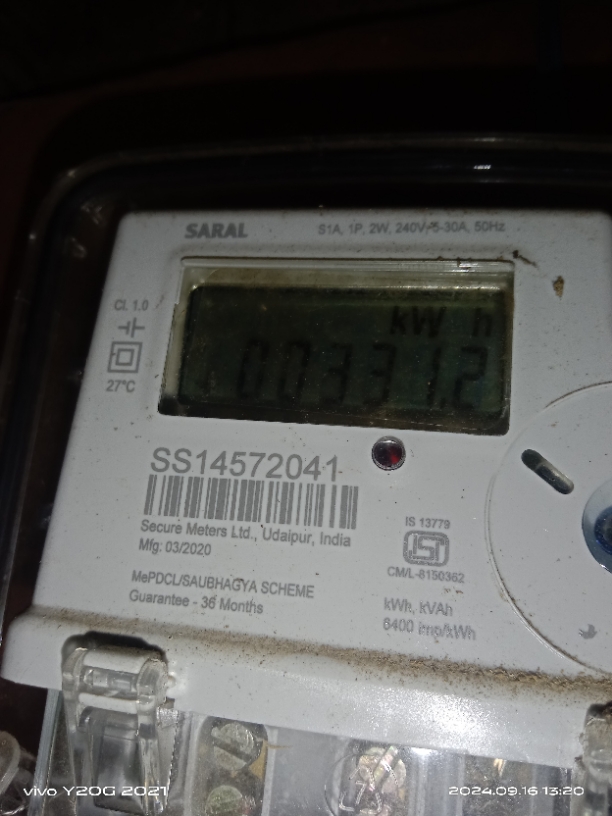 SARAL
S1A, 1P, 2W, 240V, 5-30A, 50Hz
Cl. 1.0
kW h
00331.2
27°C
SS14572041
Secure Meters Ltd., Udaipur, India
Mfg: 03/2020
IS 13779
ISI
CM/L-8150362
MePDCL/SAUBHAGYA SCHEME
Guarantee - 36 Months
kWh, kVAh
6400 imp/kWh
vivo Y20G 2021
2024.09.16 13:20